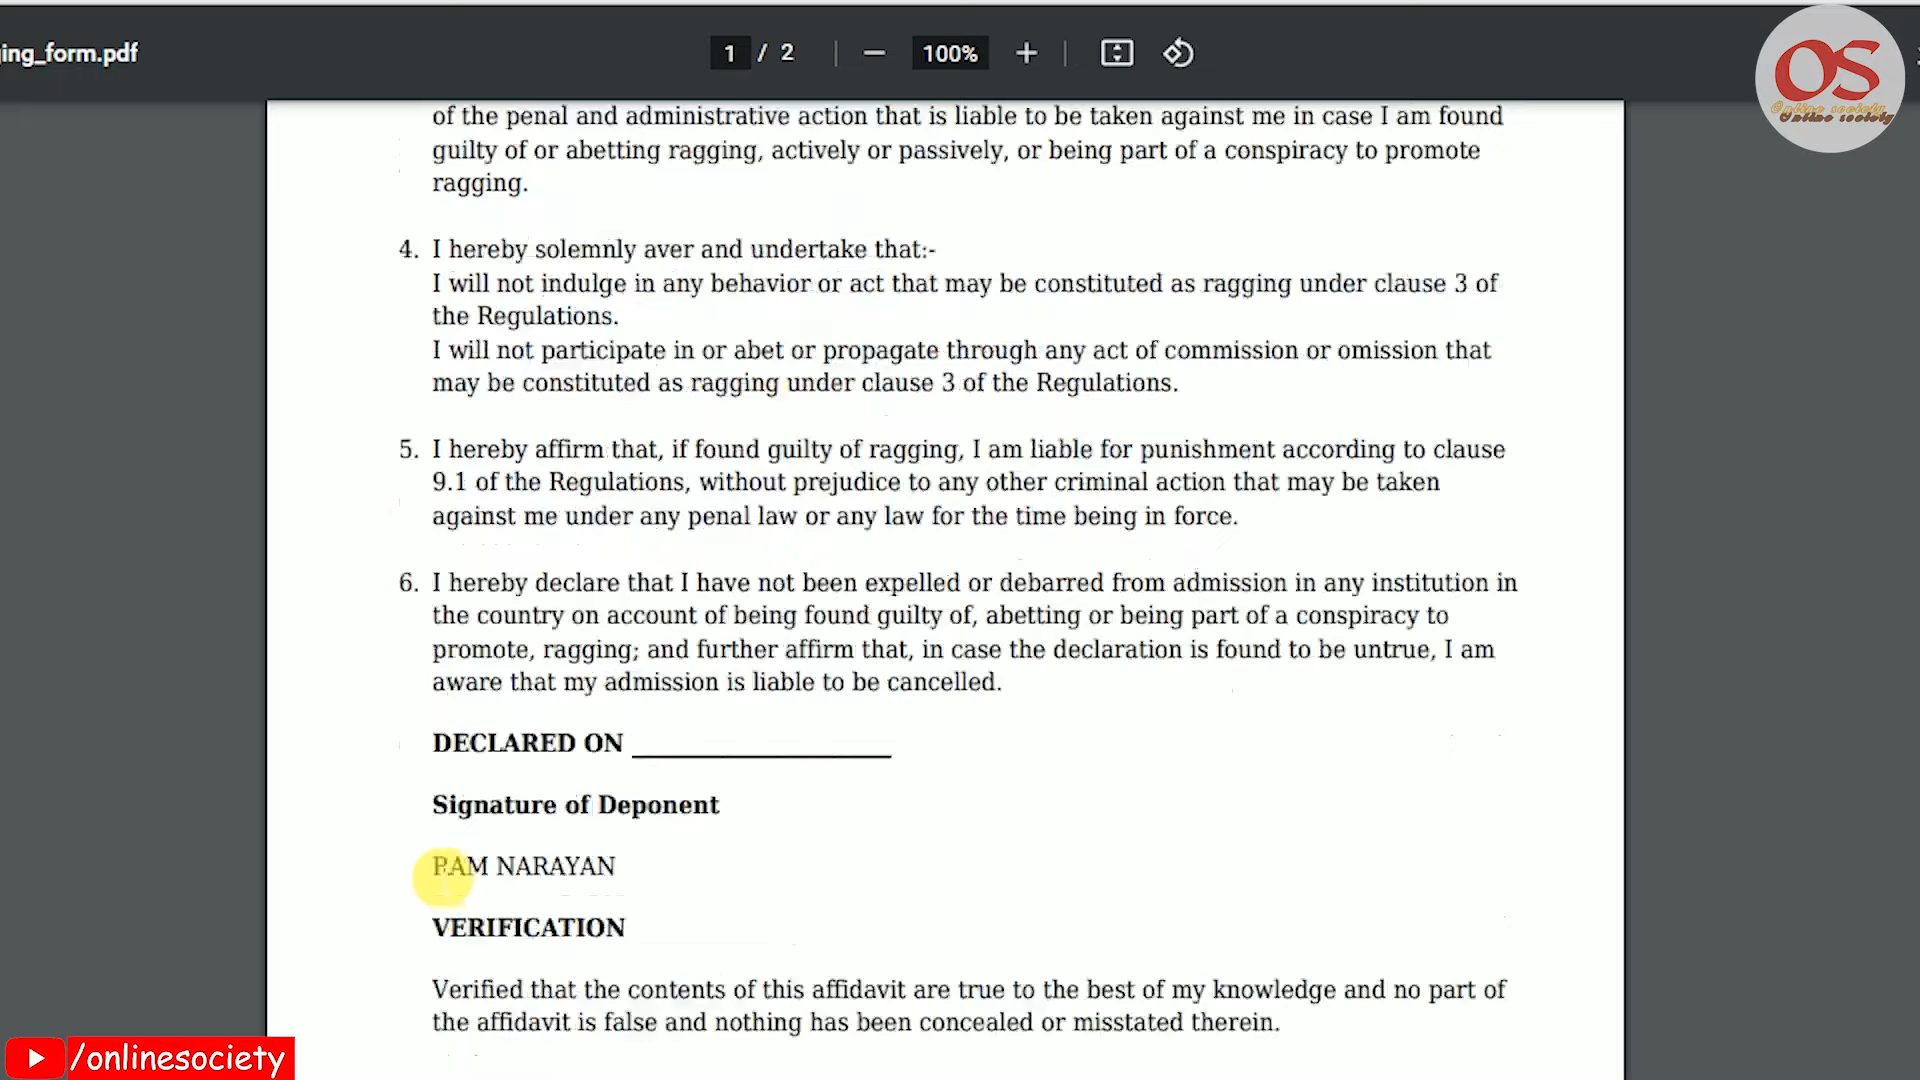 ing_form.pdf
1 / 2
100%
OS
Online society
Online society
of the penal and administrative action that is liable to be taken against me in case I am found
guilty of or abetting ragging, actively or passively, or being part of a conspiracy to promote
ragging.
4. I hereby solemnly aver and undertake that:-
I will not indulge in any behavior or act that may be constituted as ragging under clause 3 of
the Regulations.
I will not participate in or abet or propagate through any act of commission or omission that
may be constituted as ragging under clause 3 of the Regulations.
5. I hereby affirm that, if found guilty of ragging, I am liable for punishment according to clause
9.1 of the Regulations, without prejudice to any other criminal action that may be taken
against me under any penal law or any law for the time being in force.
6. I hereby declare that I have not been expelled or debarred from admission in any institution in
the country on account of being found guilty of, abetting or being part of a conspiracy to
promote, ragging; and further affirm that, in case the declaration is found to be untrue, I am
aware that my admission is liable to be cancelled.
DECLARED ON
Signature of Deponent
RAM NARAYAN
VERIFICATION
Verified that the contents of this affidavit are true to the best of my knowledge and no part of
the affidavit is false and nothing has been concealed or misstated therein.
/onlinesociety